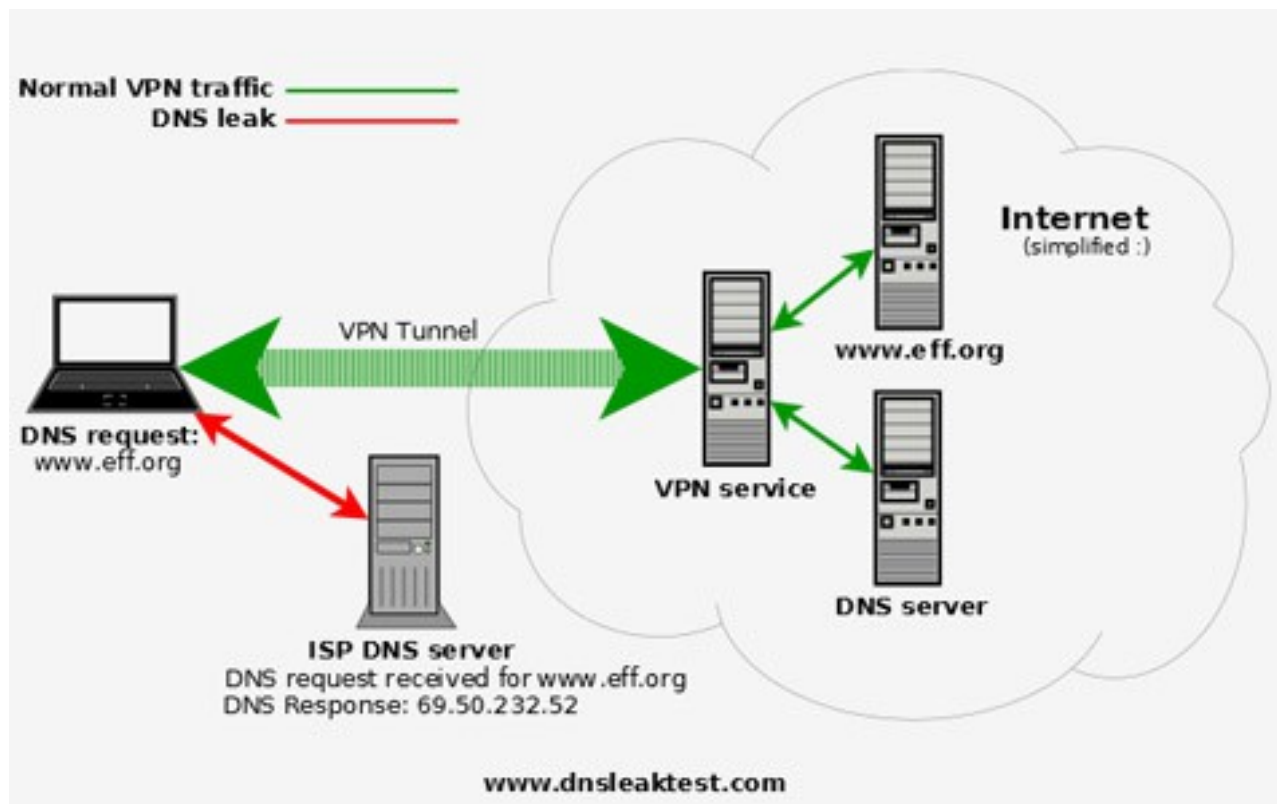 Normal VPN traffic
DNS leak
Internet
(simplified :)
VPN Tunnel
www.eff.org
DNS request:
www.eff.org
VPN service
DNS server
ISP DNS server
DNS request received for www.eff.org
DNS Response: 69.50.232.52
www.dnsleaktest.com